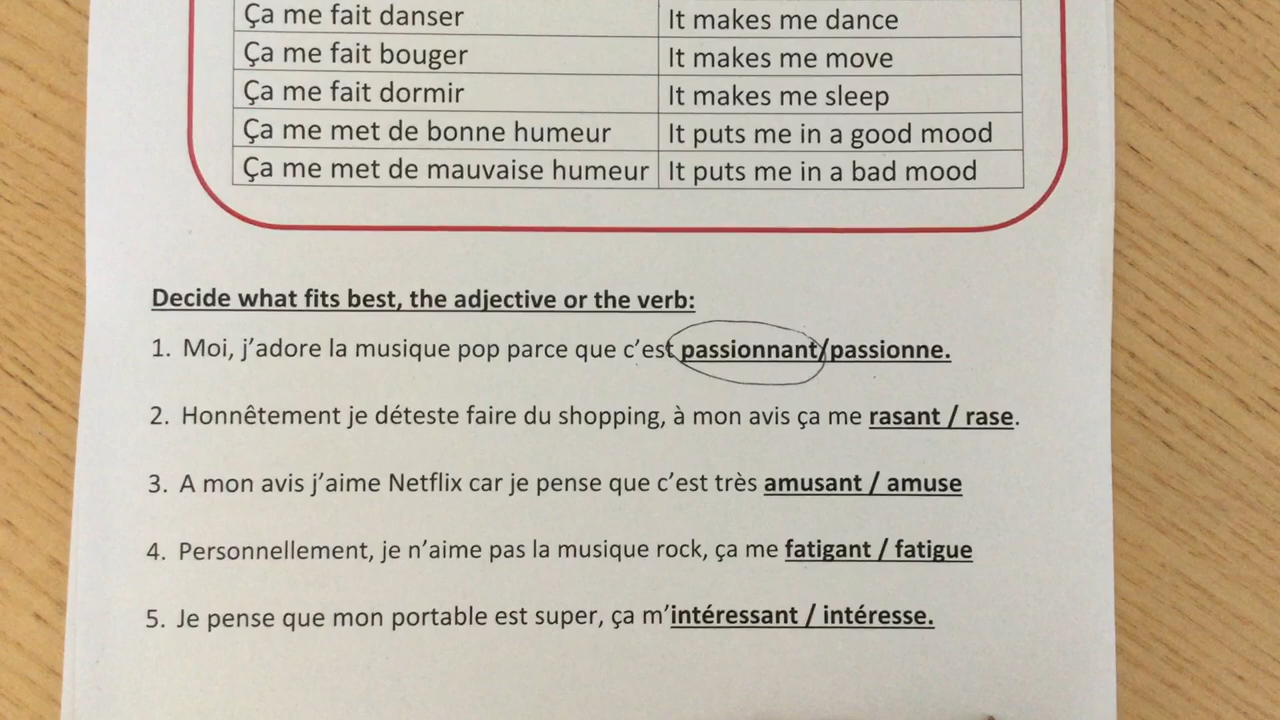 Ça me fait danser It makes me dance
Ça me fait bouger It makes me move
Ça me fait dormir It makes me sleep
Ça me met de bonne humeur It puts me in a good mood
Ça me met de mauvaise humeur It puts me in a bad mood
Decide what fits best, the adjective or the verb:
1. Moi, j’adore la musique pop parce que c’est passionnant/passionne.
2. Honnêtement je déteste faire du shopping, à mon avis ça me rasant / rase.
3. A mon avis j’aime Netflix car je pense que c’est très amusant / amuse
4. Personnellement, je n’aime pas la musique rock, ça me fatigant / fatigue
5. Je pense que mon portable est super, ça m’intéressant / intéresse.